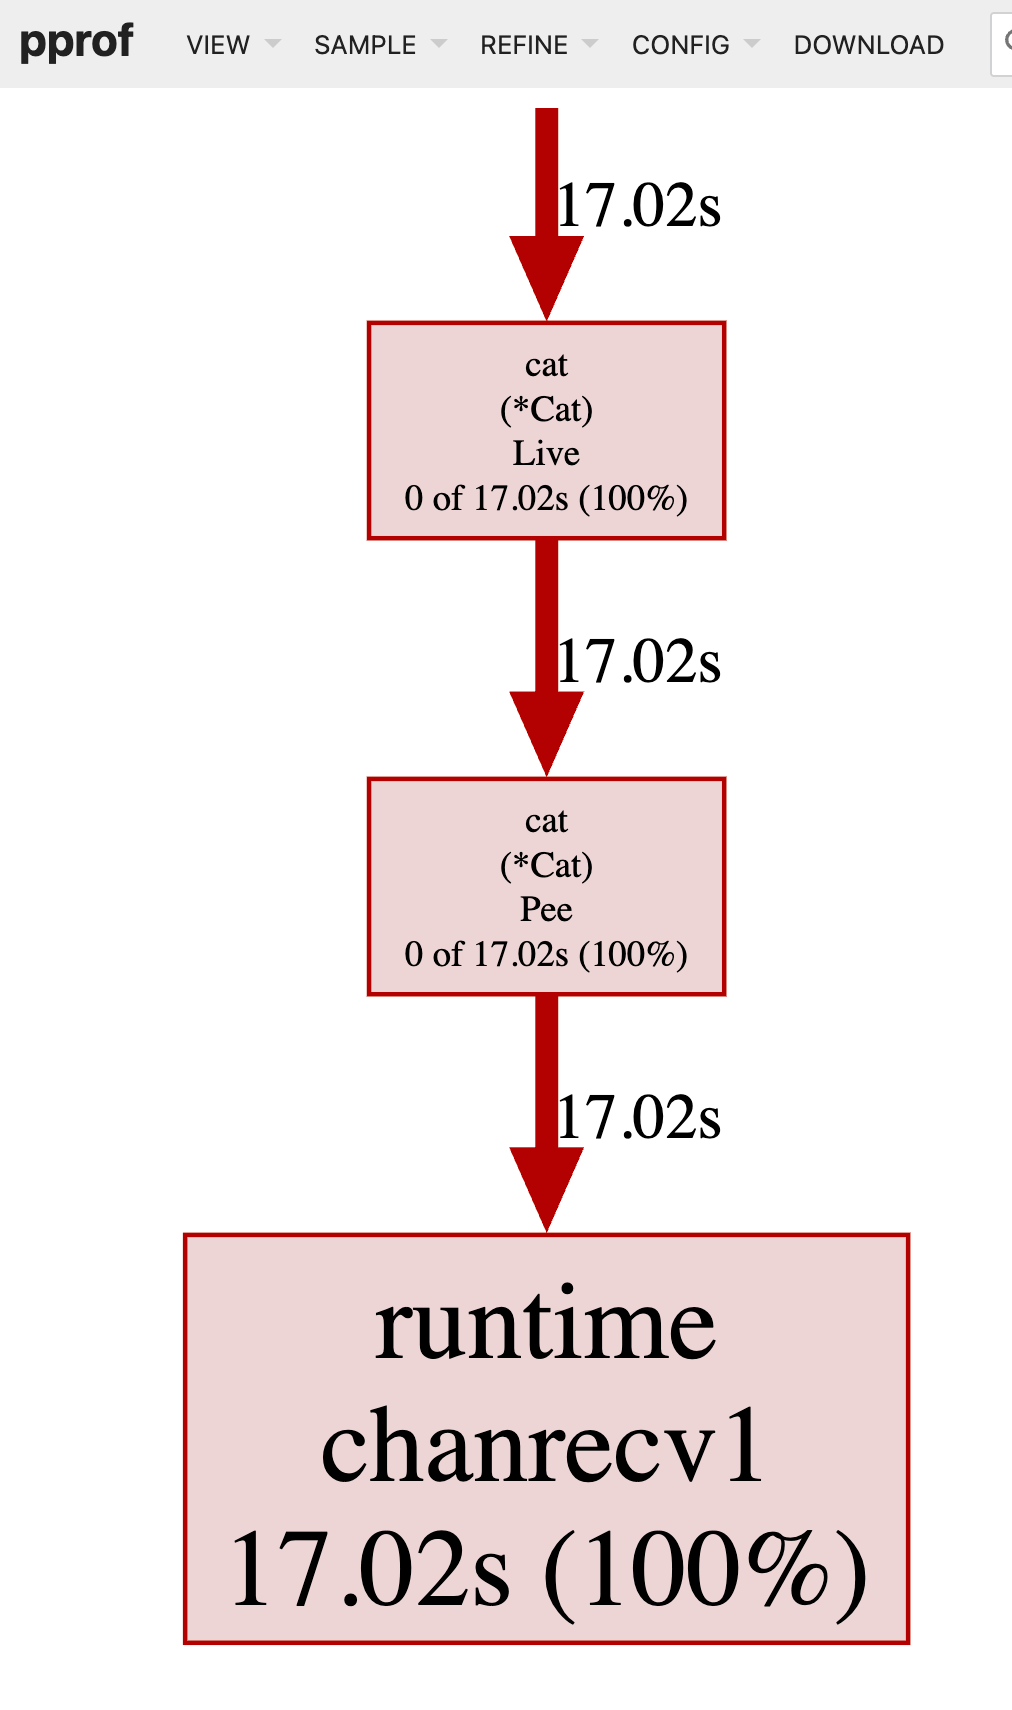 pprof VIEW SAMPLE REFINE CONFIG DOWNLOAD
17.02s
cat
(*Cat)
Live
0 of 17.02s (100%)
17.02s
cat
(*Cat)
Pee
0 of 17.02s (100%)
17.02s
runtime
chanrecv1
17.02s (100%)